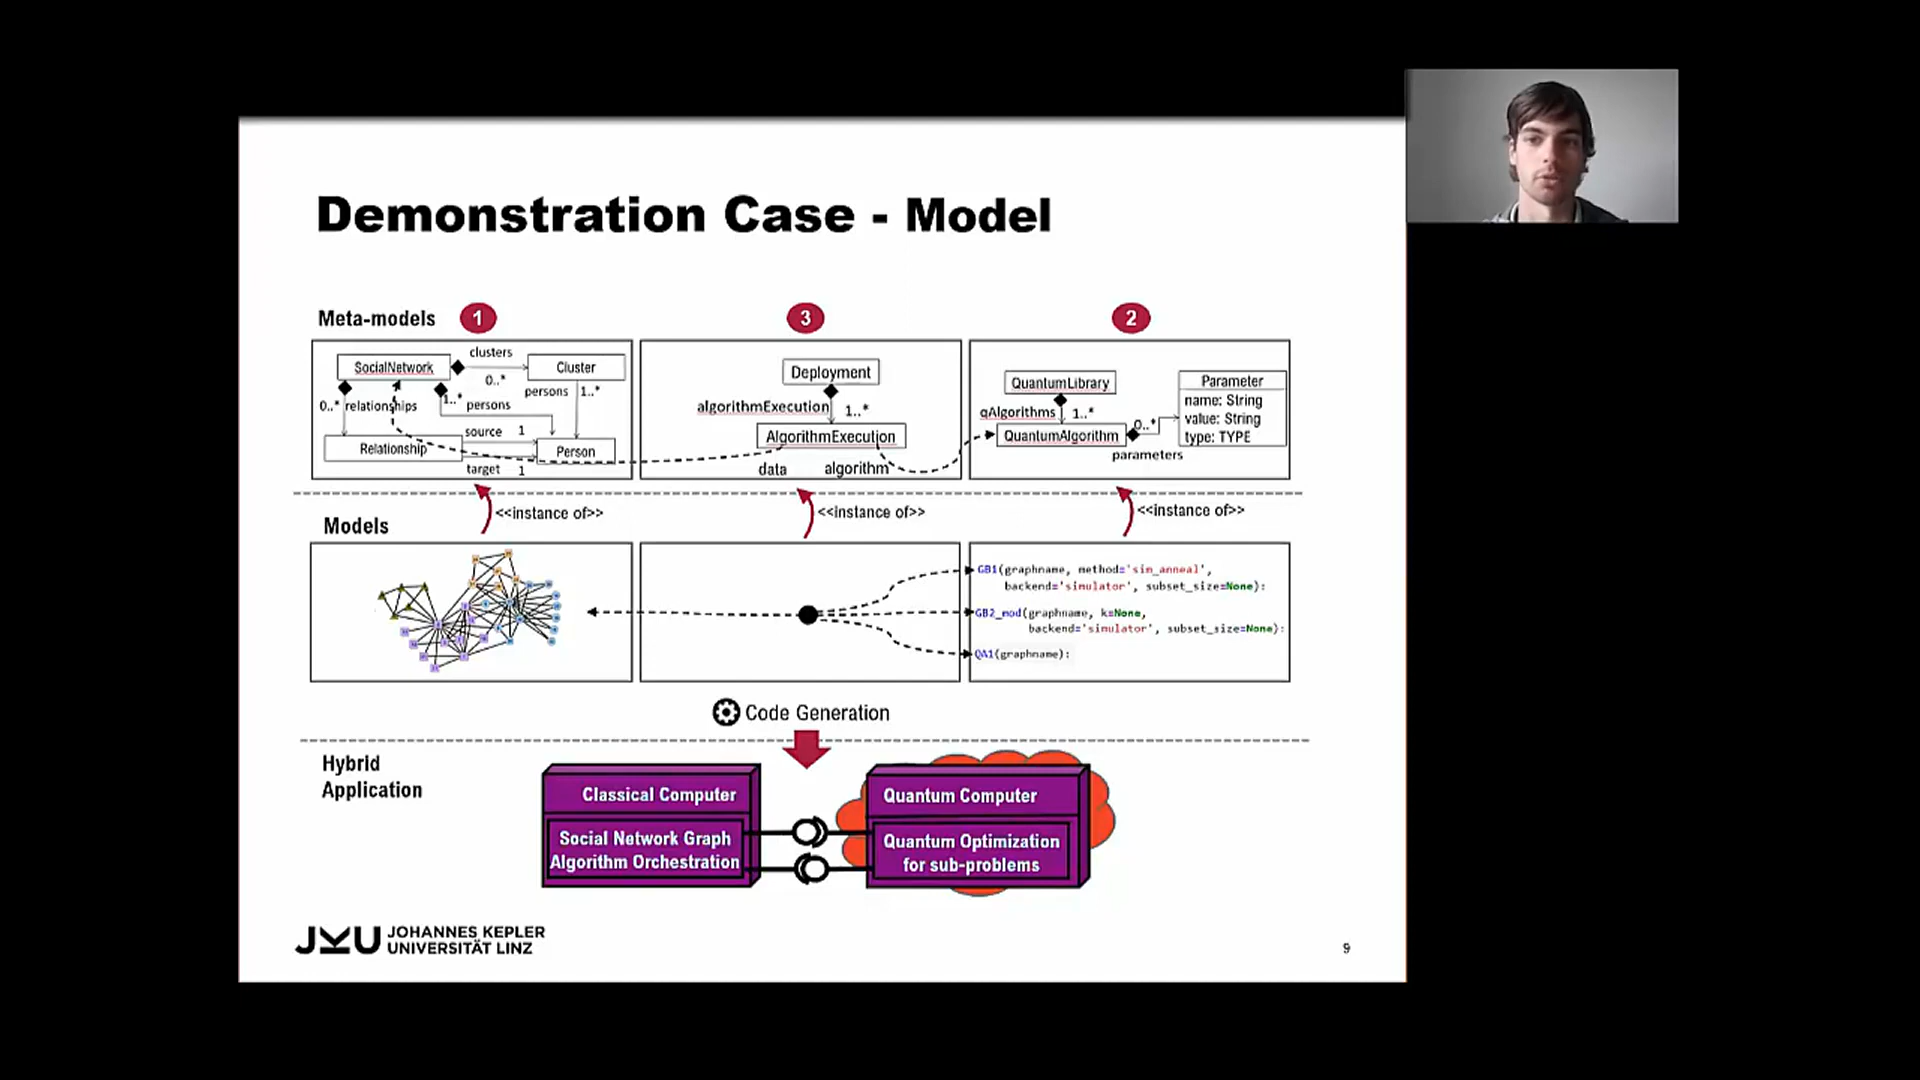 Demonstration Case - Model
Meta-models
1
3
2
SocialNetwork
clusters
0..*
Cluster
0..* relationships
1..* persons
persons 1..*
source 1
Relationship
target 1
Person
Deployment
algorithmExecution 1..*
AlgorithmExecution
data algorithm
QuantumLibrary
qAlgorithms 1..*
QuantumAlgorithm
0..*
parameters
Parameter
name: String
value: String
type: TYPE
<<instance of>>
<<instance of>>
<<instance of>>
Models
GB1(graphname, method='sim_anneal',
backend='simulator', subset_size=None):
GB2_mod(graphname, k=None,
backend='simulator', subset_size=None):
QA1(graphname):
Code Generation
Hybrid
Application
Classical Computer
Social Network Graph
Algorithm Orchestration
Quantum Computer
Quantum Optimization
for sub-problems
JKU JOHANNES KEPLER
UNIVERSITÄT LINZ
9